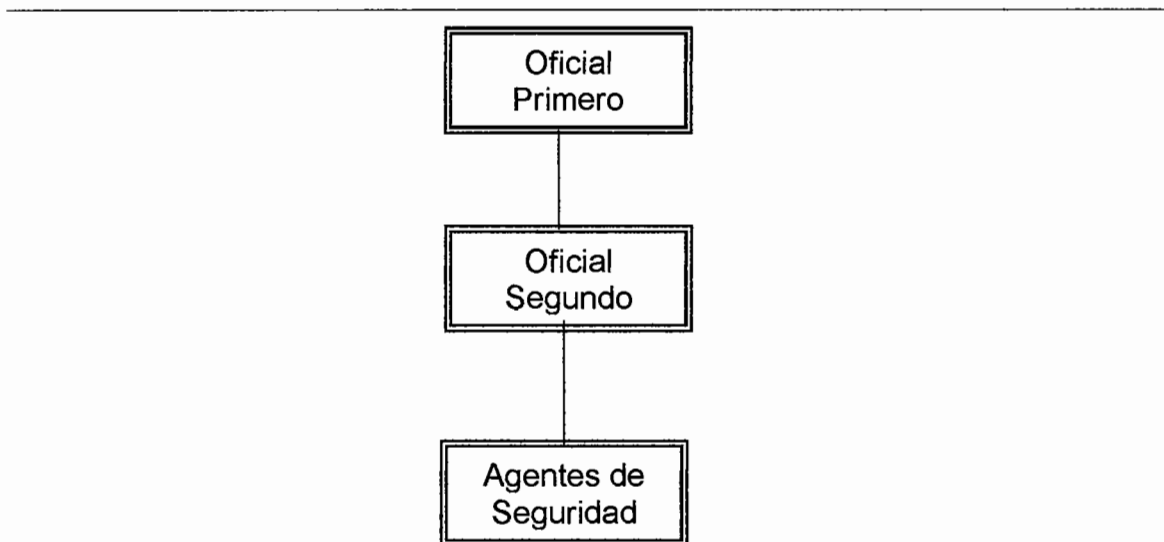 Oficial
Primero
Oficial
Segundo
Agentes de
Seguridad